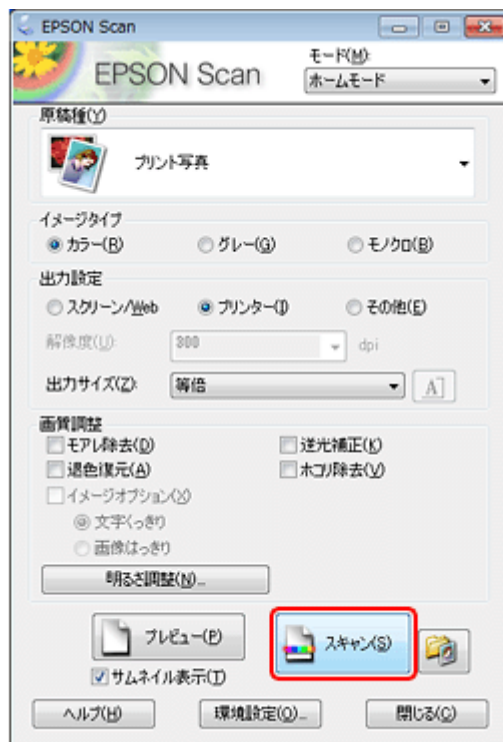 EPSON Scan
EPSON Scan
モード(M):
ホームモード
原稿種(Y)
プリント写真
イメージタイプ
カラー(R) グレー(G) モノクロ(B)
出力設定
スクリーン/Web プリンター(I) その他(E)
解像度(U): 300 dpi
出力サイズ(Z): 等倍 A
画質調整
モアレ除去(D) 逆光補正(K)
退色復元(A) ホコリ除去(V)
イメージオプション(X)
文字くっきり
画像はっきり
明るさ調整(N)...
プレビュー(P) スキャン(S)
サムネイル表示(T)
ヘルプ(H) 環境設定(O)... 閉じる(C)